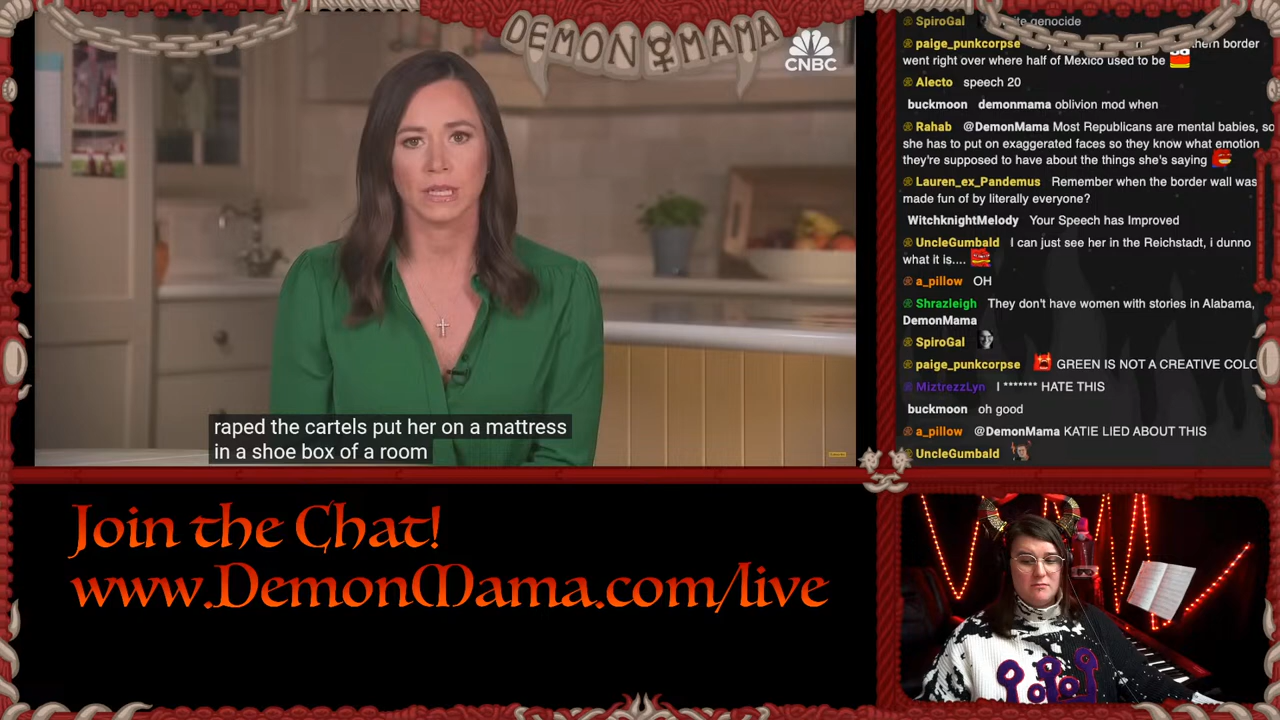 DEMON MAMA
CNBC
raped the cartels put her on a mattress
in a shoe box of a room
Join the Chat!
www.DemonMama.com/live
SpiroGal genocide
paige_punkcorpse border
went right over where half of Mexico used to be
Alecto speech 20
buckmoon demonmama oblivion mod when
Rahab @DemonMama Most Republicans are mental babies, so
she has to put on exaggerated faces so they know what emotion
they're supposed to have about the things she's saying
Lauren_ex_Pandemus Remember when the border wall was
made fun of by literally everyone?
WitchknightMelody Your Speech has Improved
UncleGumbald I can just see her in the Reichstadt, i dunno
what it is....
a_pillow OH
Shrazleigh They don't have women with stories in Alabama,
DemonMama
SpiroGal
paige_punkcorpse GREEN IS NOT A CREATIVE COLO
MiztrezzLyn I ******* HATE THIS
buckmoon oh good
a_pillow @DemonMama KATIE LIED ABOUT THIS
UncleGumbald